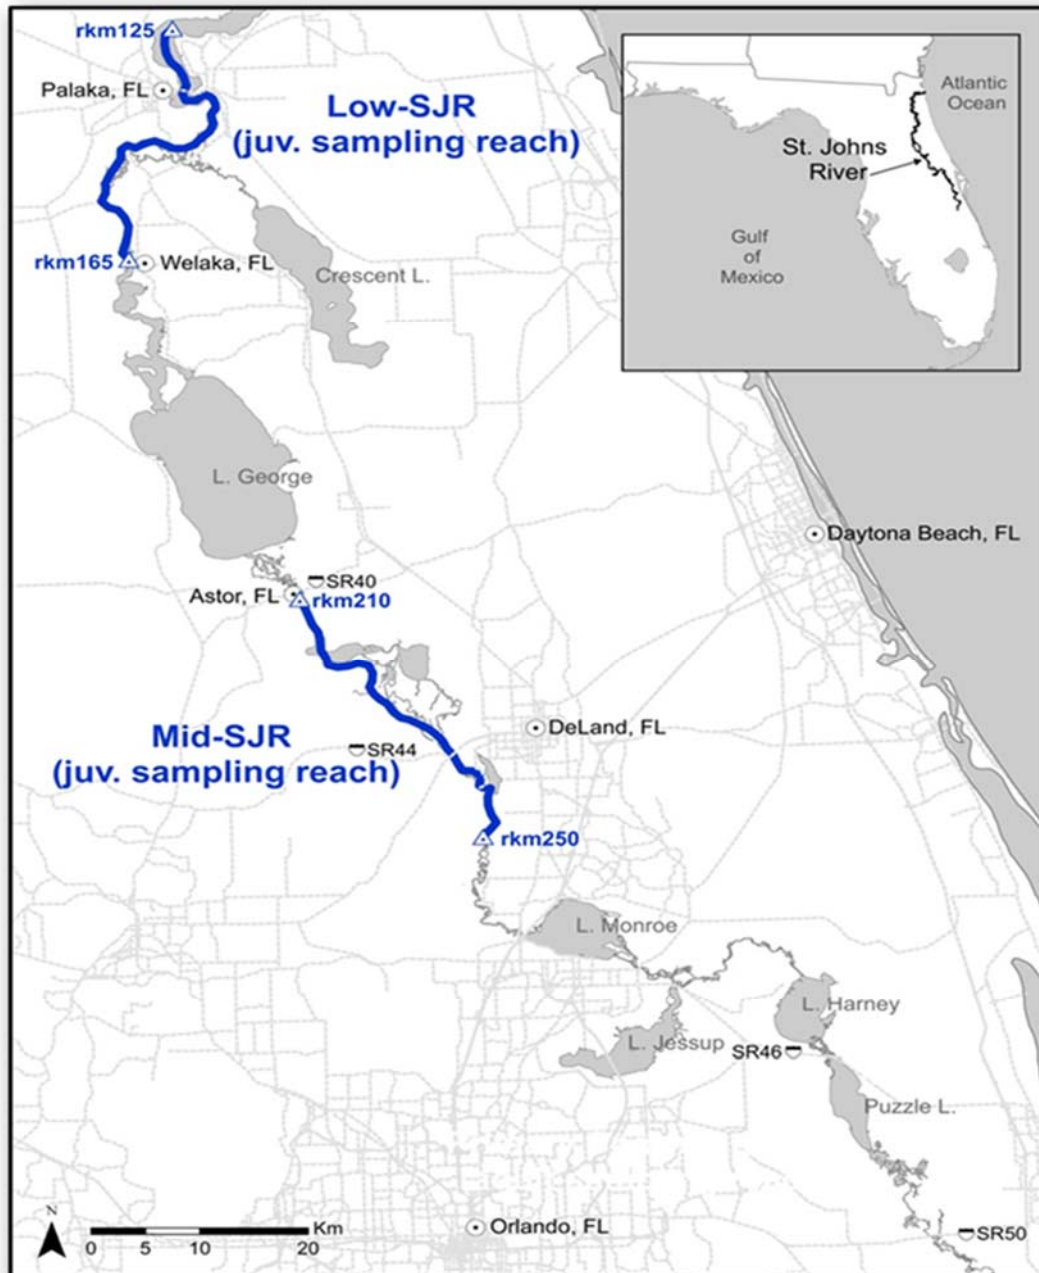 rkm125
Palaka, FL
Low-SJR
(juv. sampling reach)
Atlantic
Ocean
St. Johns
River
Gulf
of
Mexico
rkm165
Welaka, FL
Crescent L.
L. George
Daytona Beach, FL
SR40
Astor, FL
rkm210
DeLand, FL
Mid-SJR
(juv. sampling reach)
SR44
rkm250
L. Monroe
L. Harney
L. Jessup
SR46
Puzzle L.
N
Km
0 5 10 20
Orlando, FL
SR50